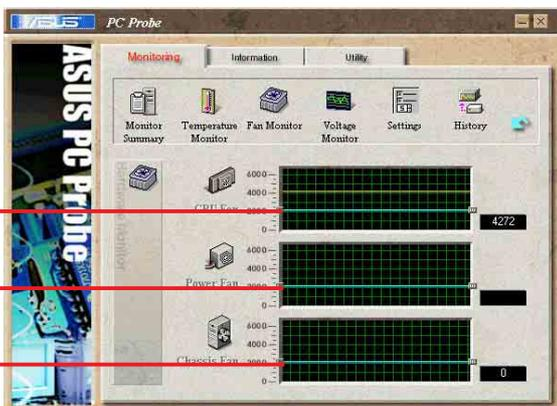 ASUS PC Probe
Monitoring Information Utility
Monitor Summary
Temperature Monitor
Fan Monitor
Voltage Monitor
Settings
History
ASUS PC Probe
Hardware Monitor
6000
4000
2000
0
CPU Fan
4272
6000
4000
2000
0
Power Fan
6000
4000
2000
0
Chassis Fan
0